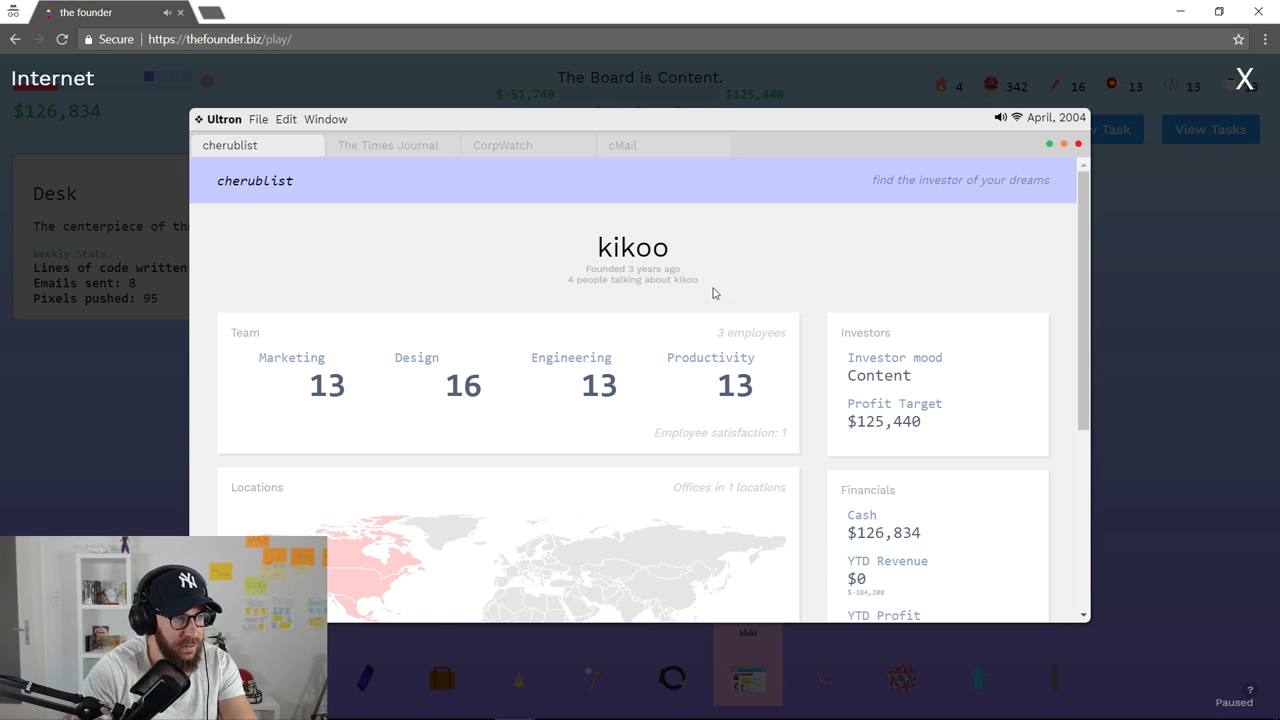 the founder
Secure
https://thefounder.biz/play/
Internet
$126,834
The Board is Content.
$-51,749
$125,440
4
342
16
13
13
X
Task
View Tasks
Ultron File Edit Window
April, 2004
cherublist
The Times Journal
CorpWatch
cMail
Desk
The centerpiece of the
Weekly Stats
Lines of code written
Emails sent: 8
Pixels pushed: 95
cherublist
find the investor of your dreams
kikoo
Founded 3 years ago
4 people talking about kikoo
Team
3 employees
Marketing
Design
Engineering
Productivity
13
16
13
13
Employee satisfaction: 1
Investors
Investor mood
Content
Profit Target
$125,440
Locations
Offices in 1 locations
Financials
Cash
$126,834
YTD Revenue
$0
$-184,208
YTD Profit
WWW
?
Paused